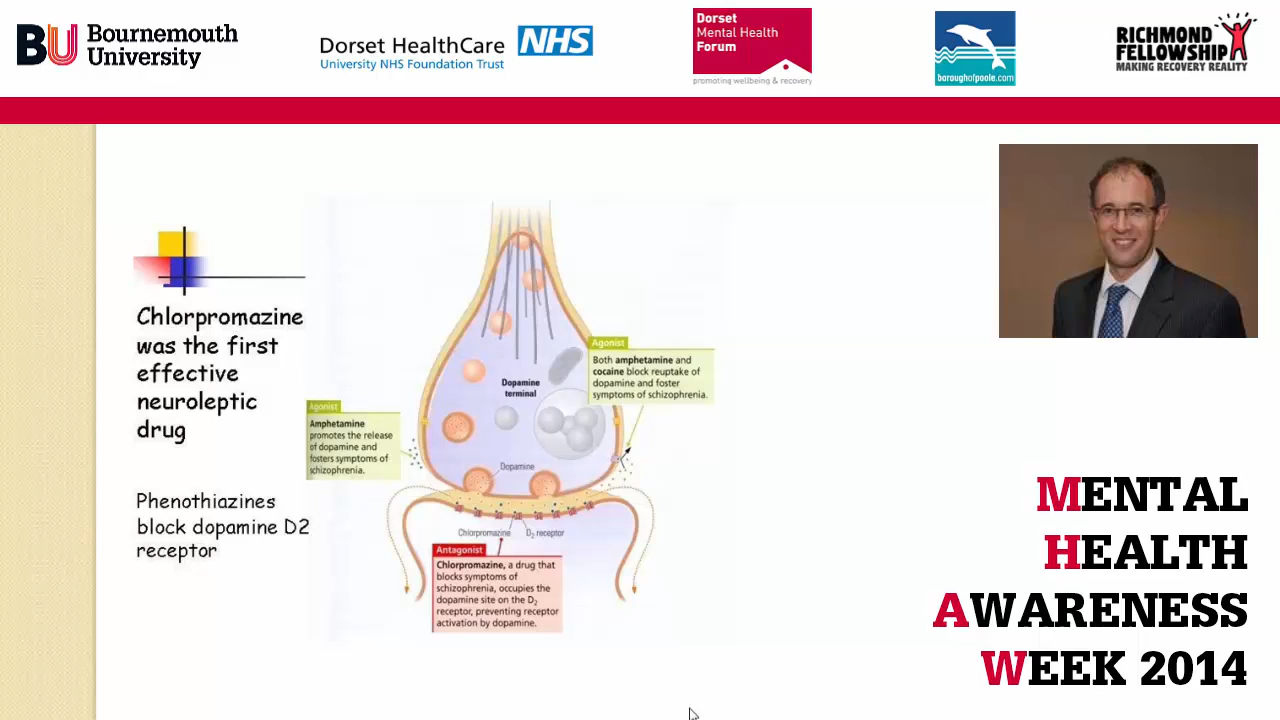 BU Bournemouth
University
Dorset HealthCare NHS
University NHS Foundation Trust
Dorset
Mental Health
Forum
promoting wellbeing & recovery
boroughofpoole.com
RICHMOND
FELLOWSHIP
MAKING RECOVERY REALITY
Chlorpromazine
was the first
effective
neuroleptic
drug
Phenothiazines
block dopamine D2
receptor
Agonist
Both amphetamine and
cocaine block reuptake of
dopamine and foster
symptoms of schizophrenia.
Dopamine
terminal
Agonist
Amphetamine
promotes the release
of dopamine and
fosters symptoms of
schizophrenia.
Dopamine
Chlorpromazine D₂ receptor
Antagonist
Chlorpromazine, a drug that
blocks symptoms of
schizophrenia, occupies the
dopamine site on the D₂
receptor, preventing receptor
activation by dopamine.
MENTAL
HEALTH
AWARENESS
WEEK 2014